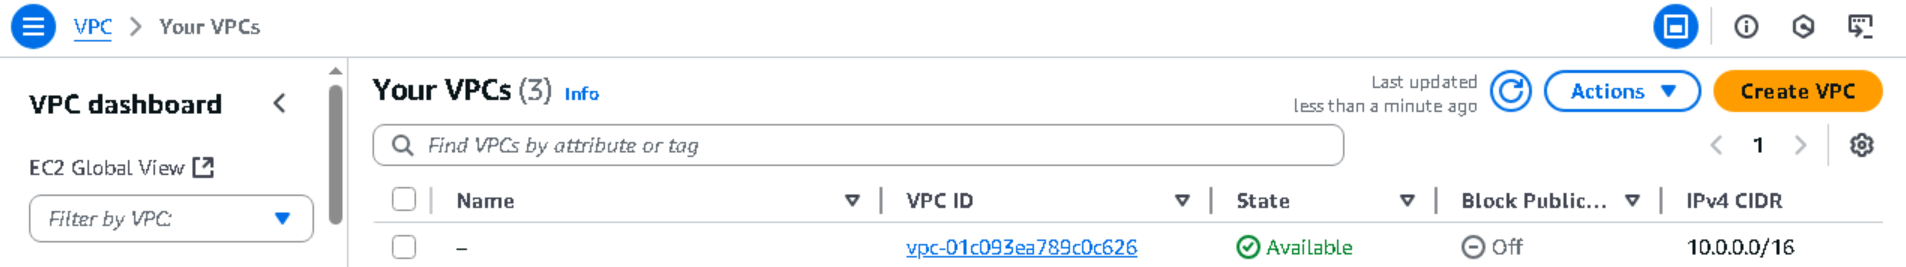 VPC > Your VPCs
VPC dashboard
EC2 Global View
Filter by VPC:
Your VPCs (3) Info
Last updated
less than a minute ago
Actions
Create VPC
Find VPCs by attribute or tag
1
Name VPC ID State Block Public... IPv4 CIDR
– vpc-01c093ea789c0c626 Available Off 10.0.0.0/16